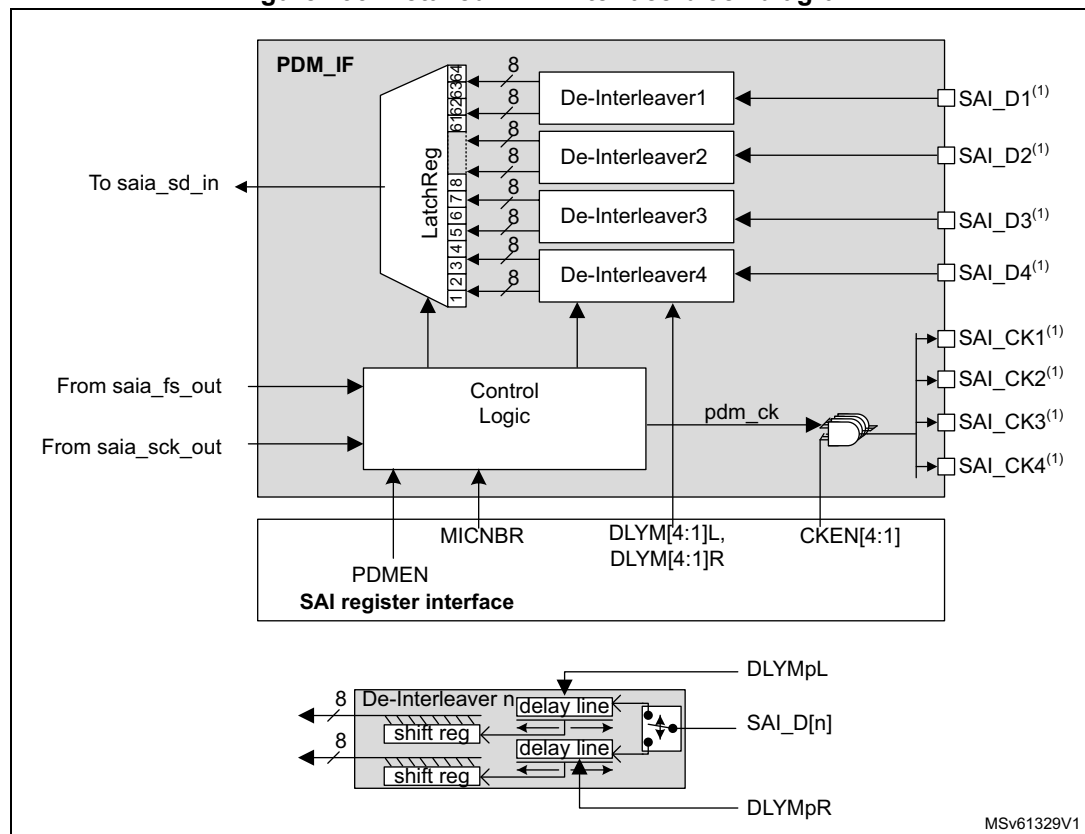 PDM_IF
61 62 63 64
8
8
De-Interleaver1
SAI_D1(1)
8
8
De-Interleaver2
SAI_D2(1)
To saia_sd_in
LatchReg
1 2 3 4 5 6 7 8
8
8
De-Interleaver3
SAI_D3(1)
8
8
De-Interleaver4
SAI_D4(1)
SAI_CK1(1)
SAI_CK2(1)
SAI_CK3(1)
SAI_CK4(1)
From saia_fs_out
From saia_sck_out
Control
Logic
pdm_ck
MICNBR
DLYM[4:1]L,
DLYM[4:1]R
CKEN[4:1]
PDMEN
SAI register interface
DLYMpL
De-Interleaver n
8
delay line
shift reg
SAI_D[n]
8
delay line
shift reg
DLYMpR
MSv61329V1